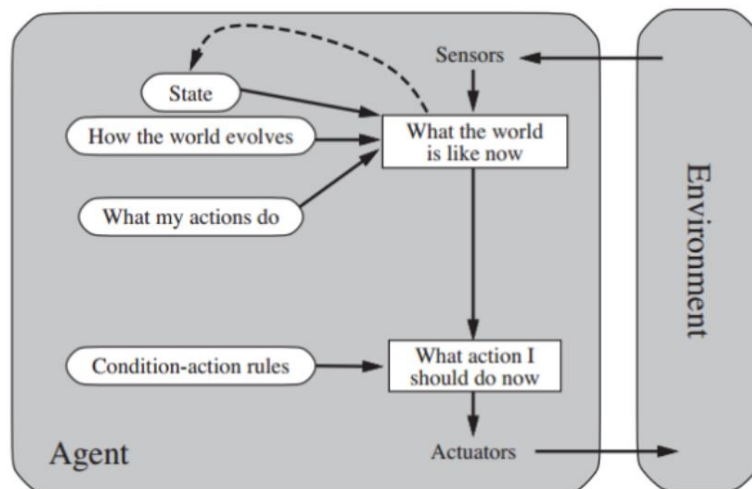 Sensors
State
How the world evolves
What the world
is like now
What my actions do
Environment
Condition-action rules
What action I
should do now
Agent
Actuators